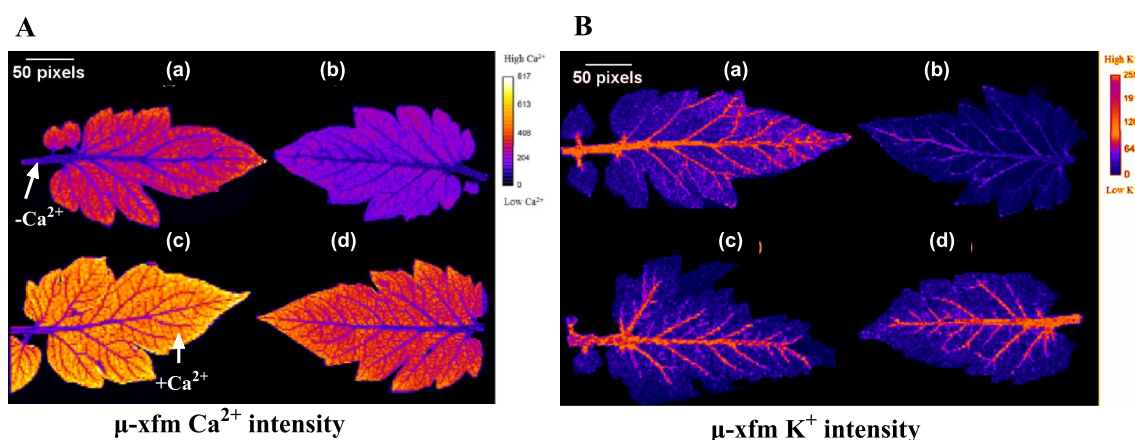 A
B
50 pixels
(a)
(b)
High Ca²⁺
617
613
408
204
0
Low Ca²⁺
-Ca²⁺
(c)
(d)
+Ca²⁺
μ-xfm Ca²⁺ intensity
50 pixels
(a)
(b)
High K⁺
255
191
128
64
0
Low K⁺
(c)
(d)
μ-xfm K⁺ intensity